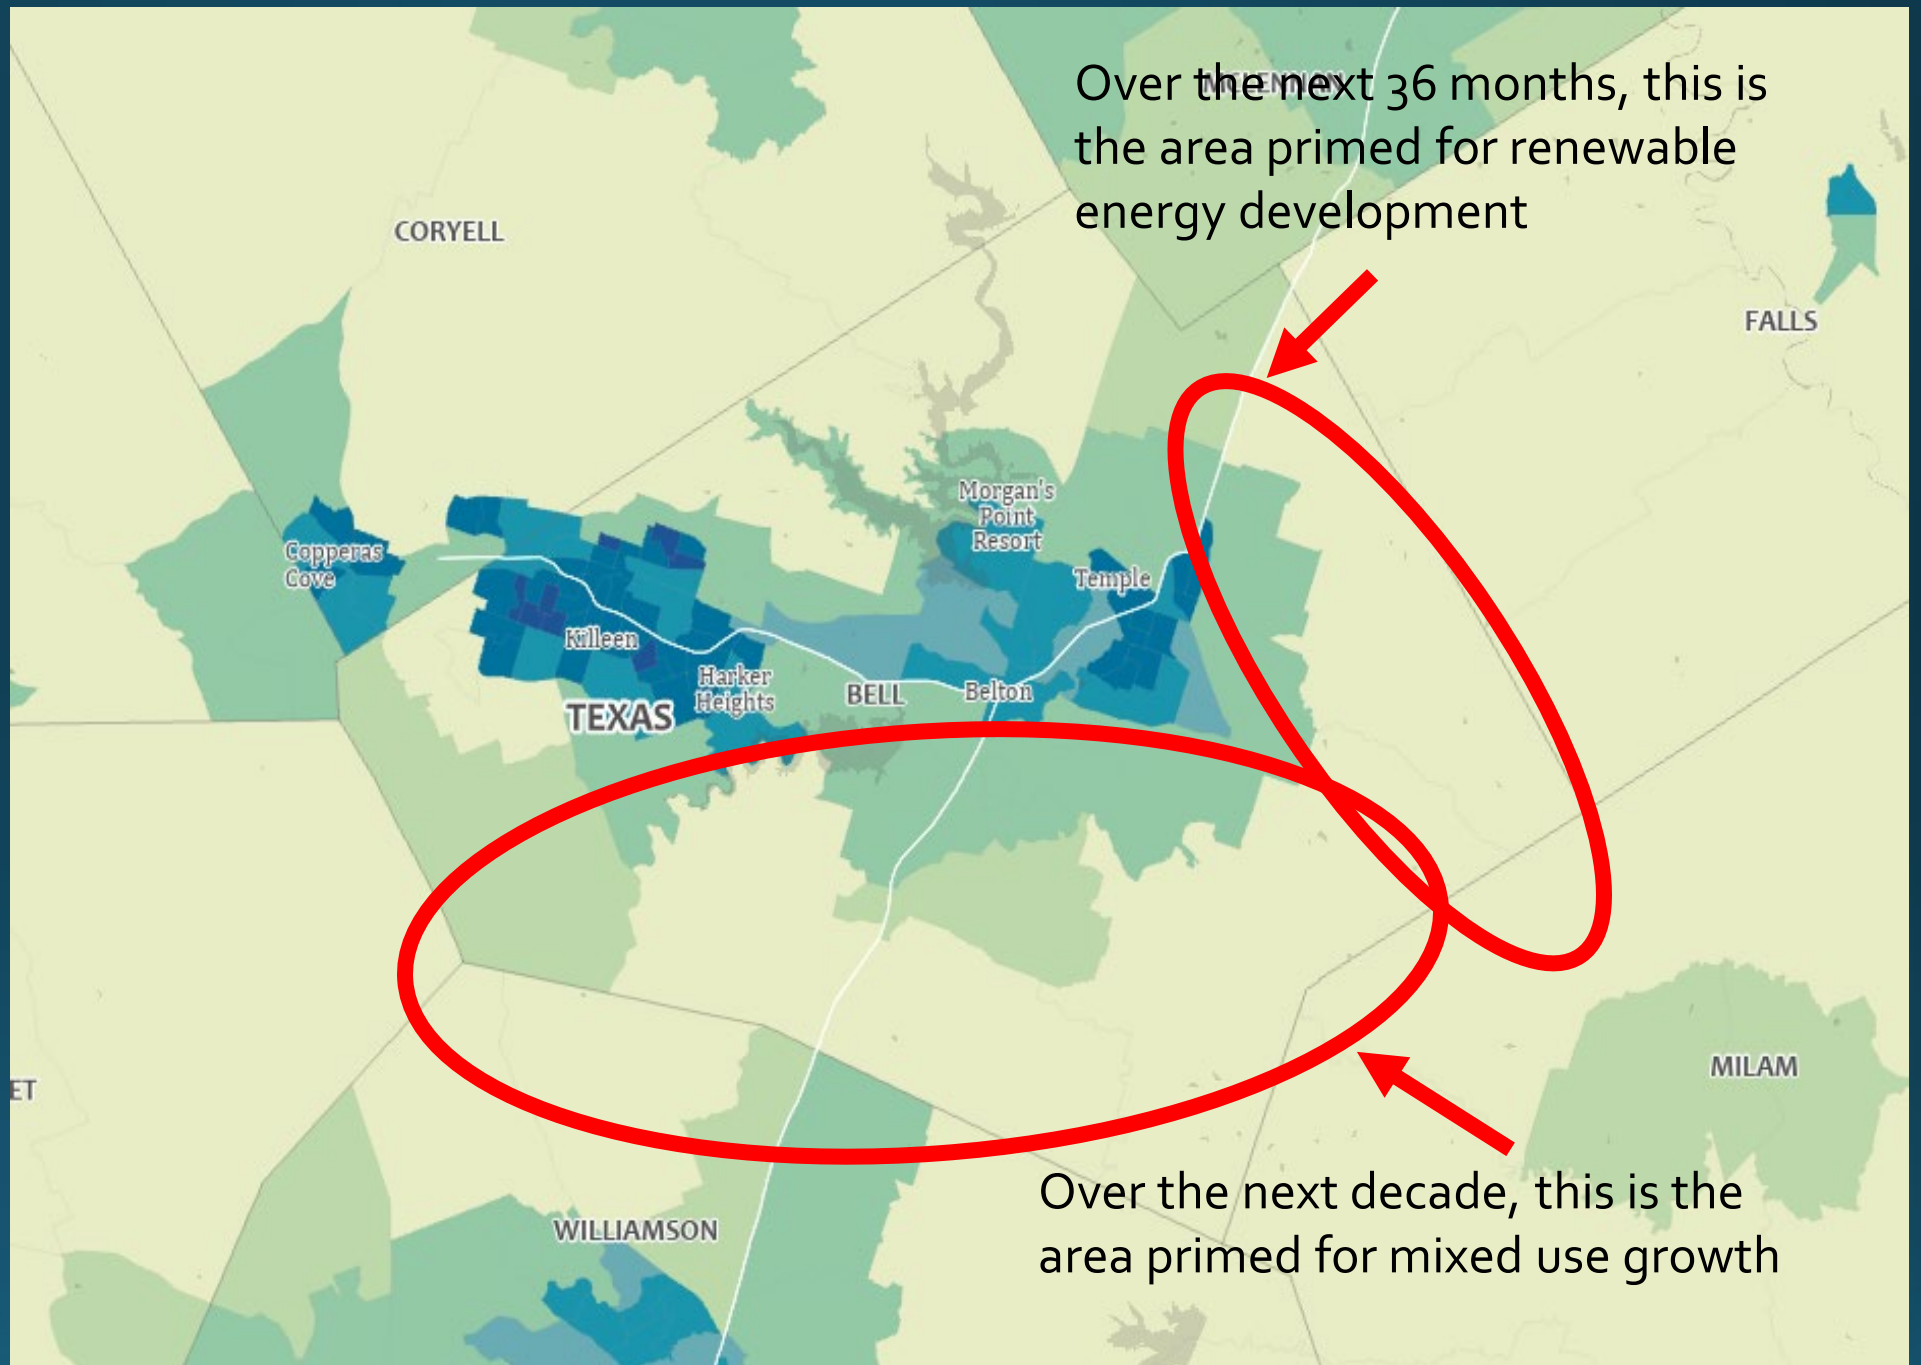 MCLENNAN
Over the next 36 months, this is
the area primed for renewable
energy development
CORYELL
FALLS
Morgan's
Point
Resort
Copperas
Cove
Temple
Killeen
Harker
Heights
BELL
Belton
TEXAS
MILAM
ET
Over the next decade, this is the
area primed for mixed use growth
WILLIAMSON